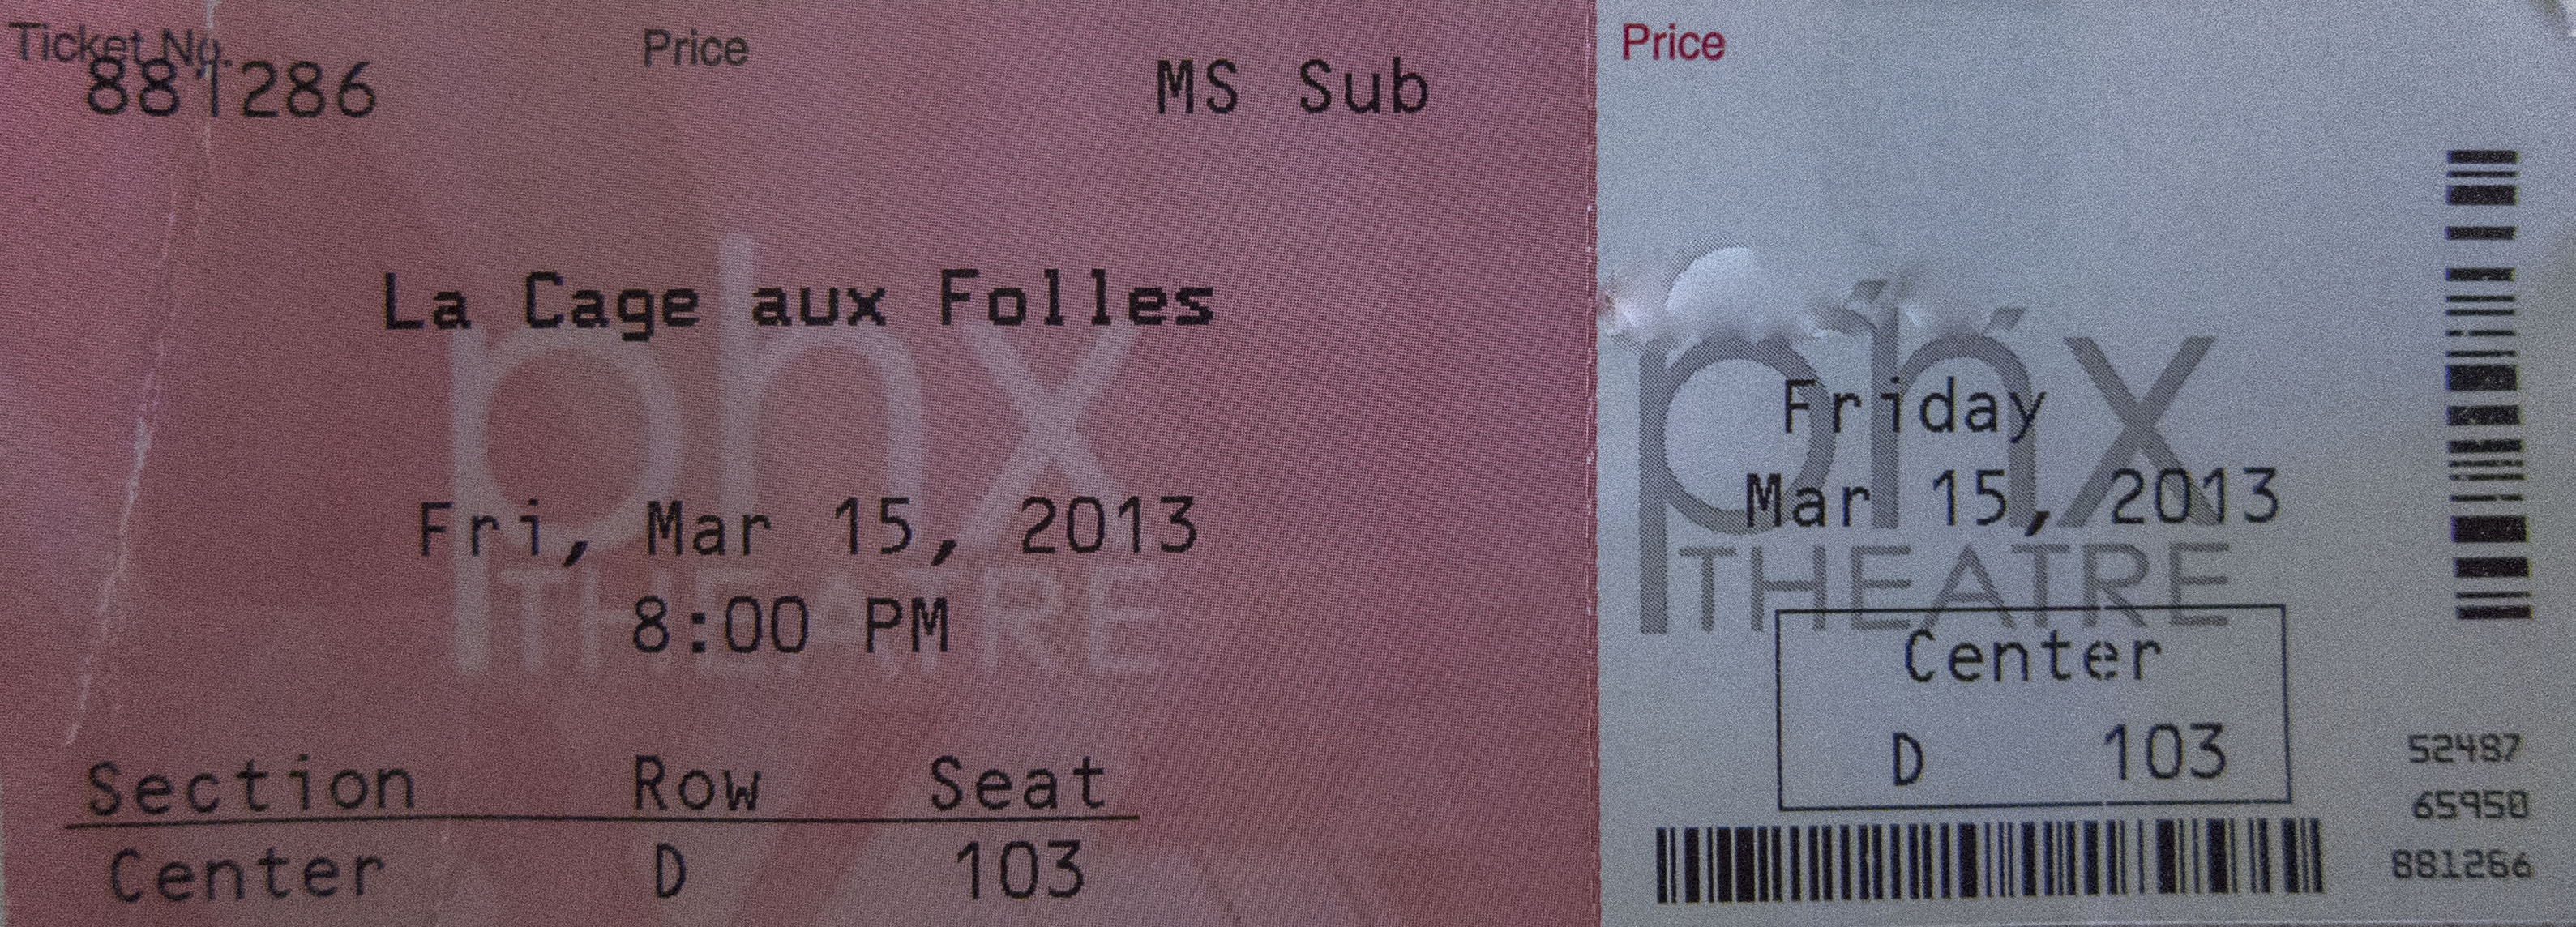 Ticket No.
881286
Price
MS Sub
La Cage aux Folles
phx
THEATRE
Fri, Mar 15, 2013
8:00 PM
Section Row Seat
Center D 103
Price
phx
THEATRE
Friday
Mar 15, 2013
Center
D 103
52487
65950
881286